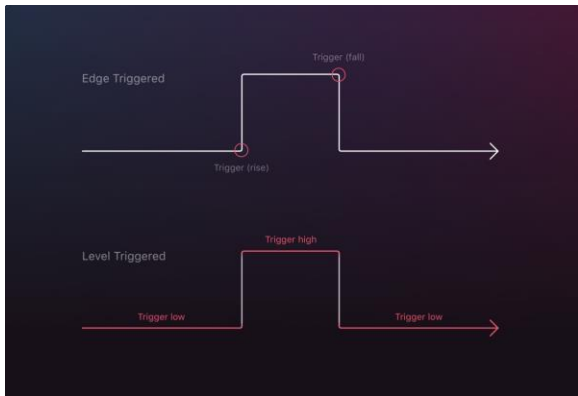 Trigger (fall)
Edge Triggered
Trigger (rise)
Trigger high
Level Triggered
Trigger low
Trigger low